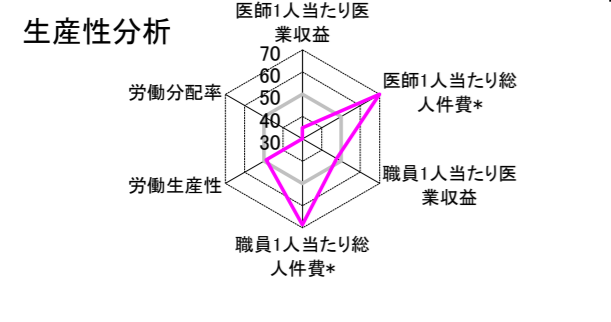 生産性分析
医師1人当たり医
業収益
70
60
50
40
30
医師1人当たり総
人件費*
職員1人当たり医
業収益
職員1人当たり総
人件費*
労働生産性
労働分配率